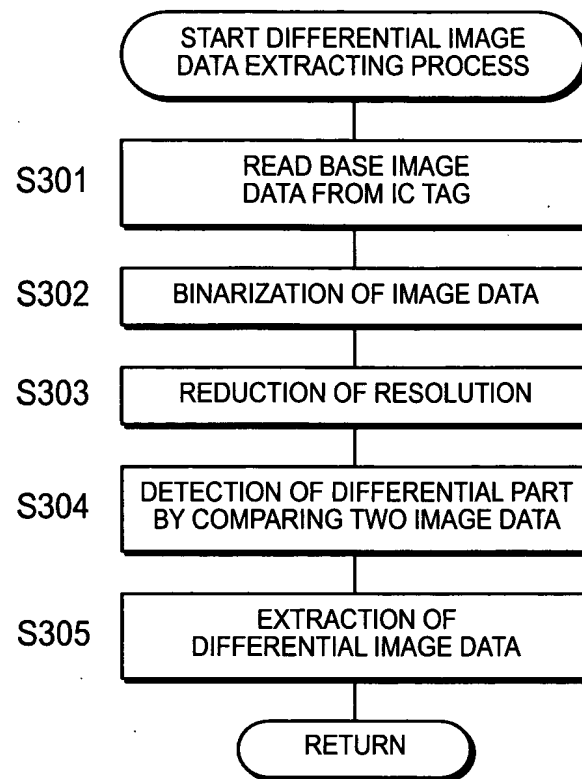 START DIFFERENTIAL IMAGE
DATA EXTRACTING PROCESS
S301
READ BASE IMAGE
DATA FROM IC TAG
S302
BINARIZATION OF IMAGE DATA
S303
REDUCTION OF RESOLUTION
S304
DETECTION OF DIFFERENTIAL PART
BY COMPARING TWO IMAGE DATA
S305
EXTRACTION OF
DIFFERENTIAL IMAGE DATA
RETURN